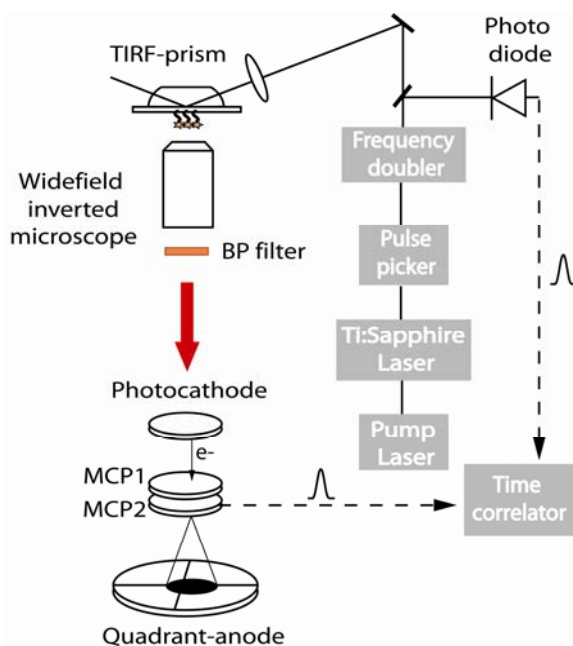 TIRF-prism
Photo
diode
Frequency
doubler
Widefield
inverted
microscope
BP filter
Pulse
picker
Ti:Sapphire
Laser
Photocathode
e-
Pump
Laser
MCP1
MCP2
Time
correlator
Quadrant-anode